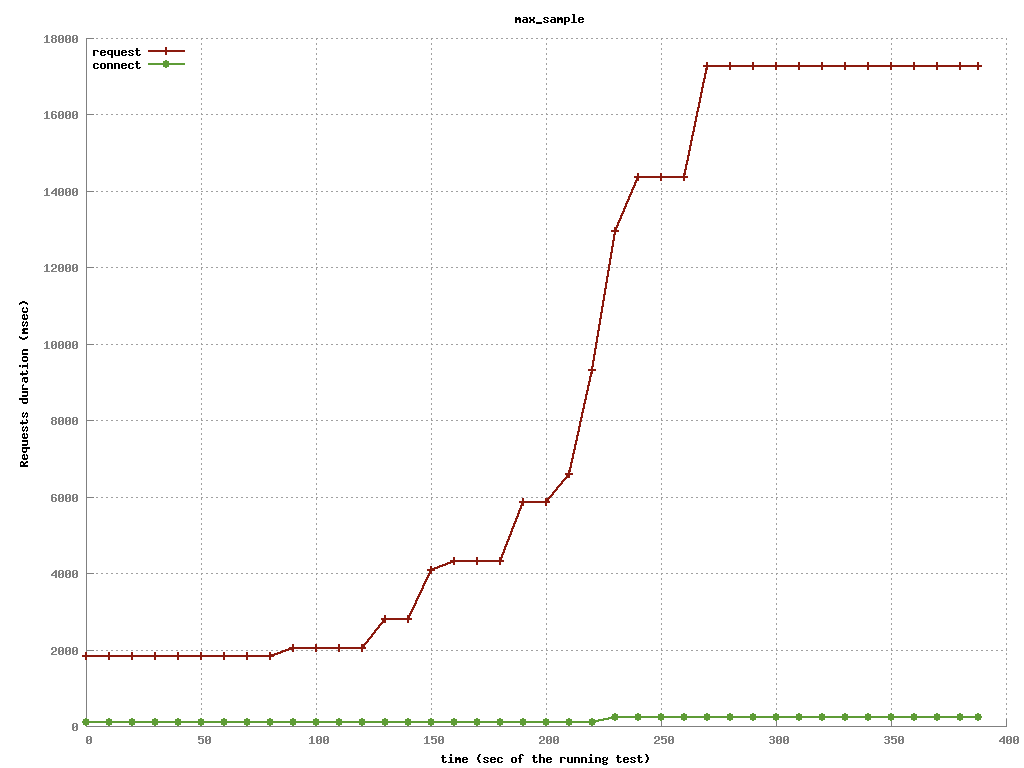 max_sample
18000
request
connect
16000
14000
12000
10000
8000
6000
4000
2000
0
Requests duration (msec)
0 50 100 150 200 250 300 350 400
time (sec of the running test)